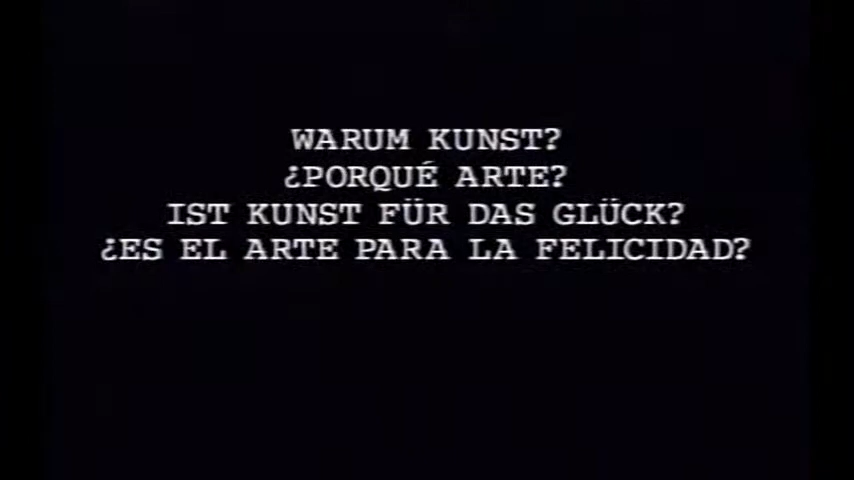 WARUM KUNST?
¿PORQUÉ ARTE?
IST KUNST FÜR DAS GLÜCK?
¿ES EL ARTE PARA LA FELICIDAD?